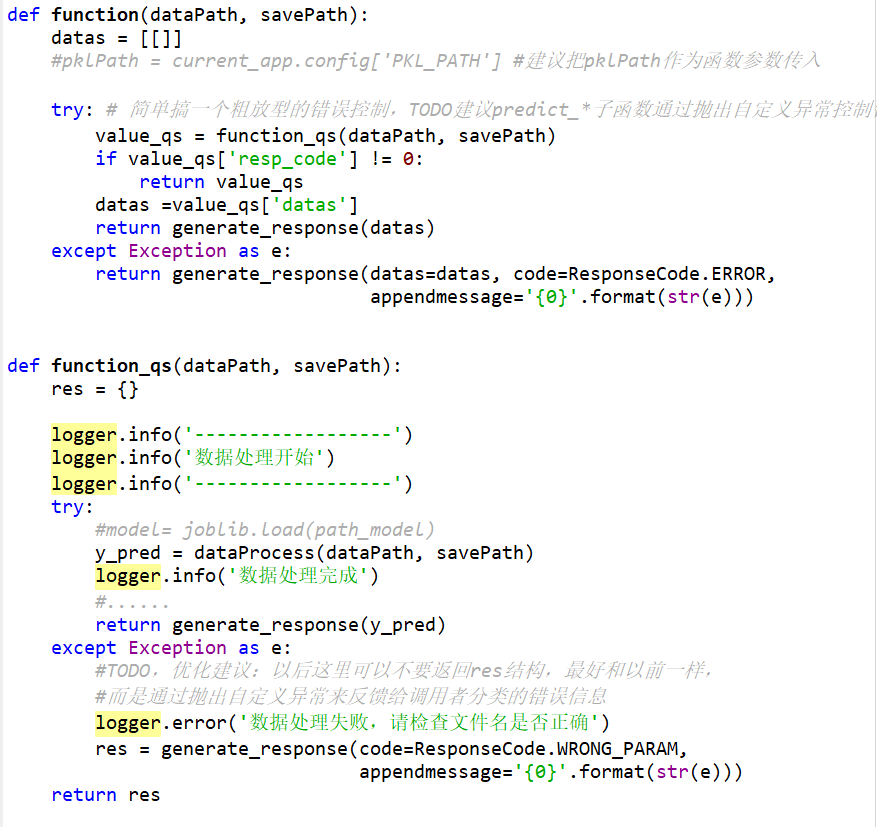 def function(dataPath, savePath):
    datas = [[]]
    #pklPath = current_app.config['PKL_PATH'] #建议把pklPath作为函数参数传入

    try: # 简单搞一个粗放型的错误控制，TODO建议predict_*子函数通过抛出自定义异常控制
        value_qs = function_qs(dataPath, savePath)
        if value_qs['resp_code'] != 0:
            return value_qs
        datas =value_qs['datas']
        return generate_response(datas)
    except Exception as e:
        return generate_response(datas=datas, code=ResponseCode.ERROR,
                                 appendmessage='{0}'.format(str(e)))


def function_qs(dataPath, savePath):
    res = {}

    logger.info('------------------')
    logger.info('数据处理开始')
    logger.info('------------------')
    try:
        #model= joblib.load(path_model)
        y_pred = dataProcess(dataPath, savePath)
        logger.info('数据处理完成')
        #......
        return generate_response(y_pred)
    except Exception as e:
        #TODO，优化建议：以后这里可以不要返回res结构，最好和以前一样，
        #而是通过抛出自定义异常来反馈给调用者分类的错误信息
        logger.error('数据处理失败，请检查文件名是否正确')
        res = generate_response(code=ResponseCode.WRONG_PARAM,
                                appendmessage='{0}'.format(str(e)))
    return res